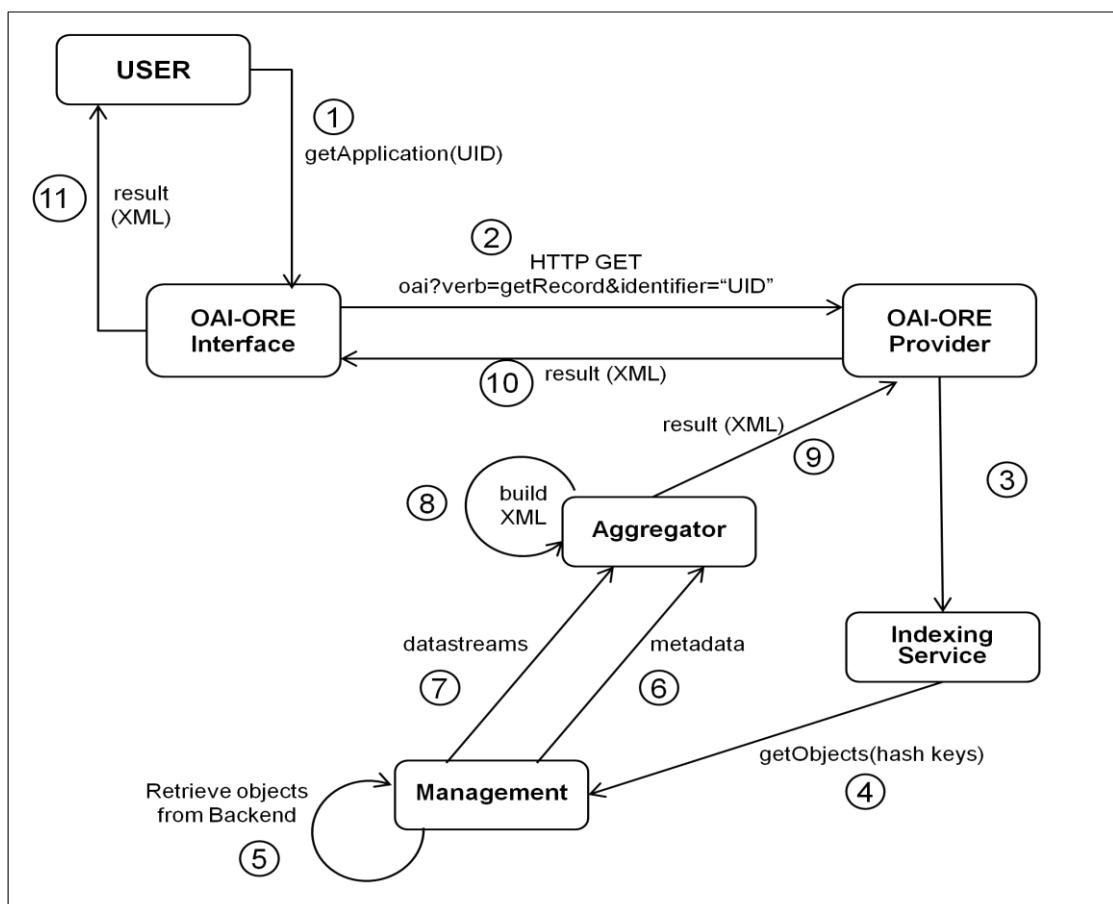 USER
1
getApplication(UID)
11
result
(XML)
2
HTTP GET
oai?verb=getRecord&identifier=“UID”
OAI-ORE
Interface
OAI-ORE
Provider
10
result (XML)
result (XML)
9
3
8
build
XML
Aggregator
Indexing
Service
datastreams
metadata
7
6
getObjects(hash keys)
4
Retrieve objects
from Backend
5
Management